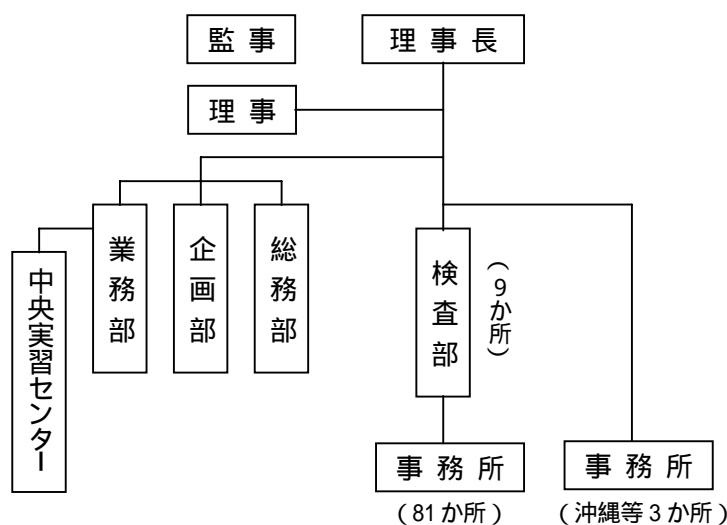 監事
理事長
理事
中央実習センター
業務部
企画部
総務部
検査部
(9か所)
事務所
(81か所)
事務所
(沖縄等3か所)